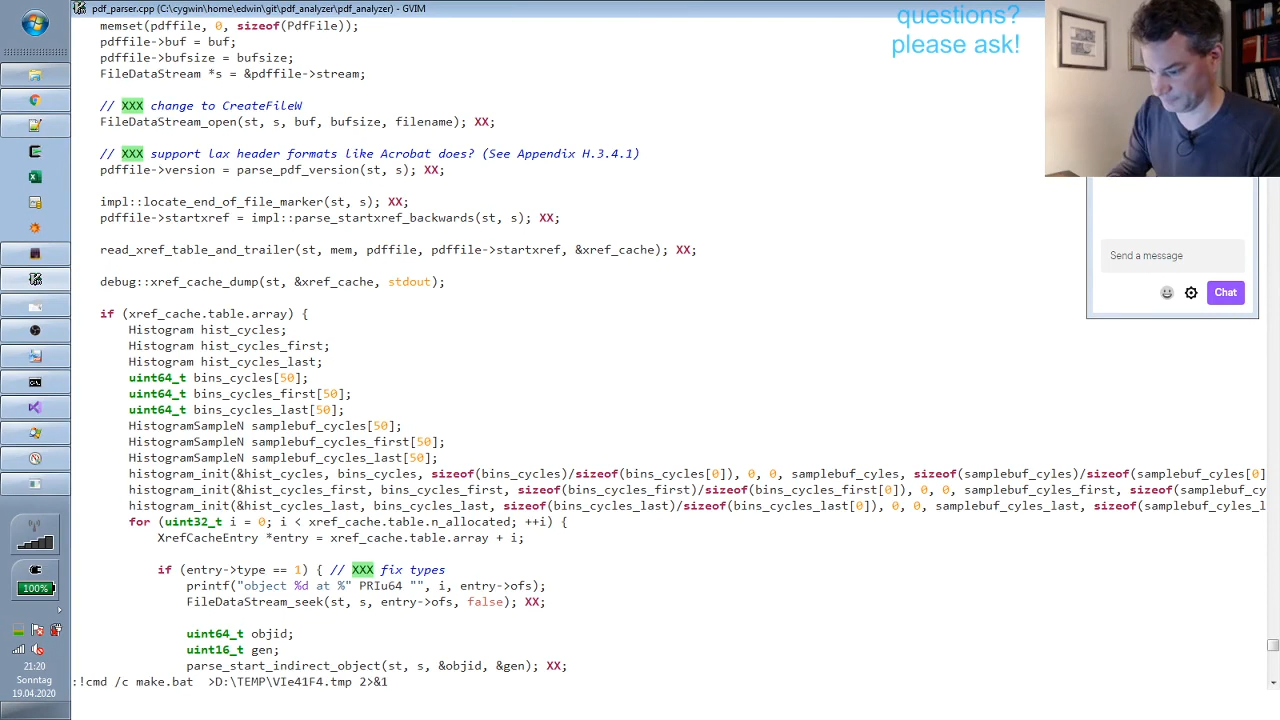 pdf_parser.cpp (C:\cygwin\home\edwin\git\pdf_analyzer\pdf_analyzer) - GVIM
questions?
please ask!
memset(pdffile, 0, sizeof(PdfFile));
pdffile->buf = buf;
pdffile->bufsize = bufsize;
FileDataStream *s = &pdffile->stream;
// XXX change to CreateFileW
FileDataStream_open(st, s, buf, bufsize, filename); XX;
// XXX support lax header formats like Acrobat does? (See Appendix H.3.4.1)
pdffile->version = parse_pdf_version(st, s); XX;
impl::locate_end_of_file_marker(st, s); XX;
pdffile->startxref = impl::parse_startxref_backwards(st, s); XX;
read_xref_table_and_trailer(st, mem, pdffile, pdffile->startxref, &xref_cache); XX;
debug::xref_cache_dump(st, &xref_cache, stdout);
if (xref_cache.table.array) {
Histogram hist_cycles;
Histogram hist_cycles_first;
Histogram hist_cycles_last;
uint64_t bins_cycles[50];
uint64_t bins_cycles_first[50];
uint64_t bins_cycles_last[50];
HistogramSampleN samplebuf_cycles[50];
HistogramSampleN samplebuf_cycles_first[50];
HistogramSampleN samplebuf_cycles_last[50];
histogram_init(&hist_cycles, bins_cycles, sizeof(bins_cycles)/sizeof(bins_cycles[0]), 0, 0, samplebuf_cyles, sizeof(samplebuf_cyles)/sizeof(samplebuf_cyles[0]
histogram_init(&hist_cycles_first, bins_cycles_first, sizeof(bins_cycles_first)/sizeof(bins_cycles_first[0]), 0, 0, samplebuf_cyles_first, sizeof(samplebuf_cy
histogram_init(&hist_cycles_last, bins_cycles_last, sizeof(bins_cycles_last)/sizeof(bins_cycles_last[0]), 0, 0, samplebuf_cyles_last, sizeof(samplebuf_cyles_l
for (uint32_t i = 0; i < xref_cache.table.n_allocated; ++i) {
XrefCacheEntry *entry = xref_cache.table.array + i;
if (entry->type == 1) { // XXX fix types
printf("object %d at %" PRIu64 "", i, entry->ofs);
FileDataStream_seek(st, s, entry->ofs, false); XX;
uint64_t objid;
uint16_t gen;
parse_start_indirect_object(st, s, &objid, &gen); XX;
:!cmd /c make.bat  >D:\TEMP\VIe41F4.tmp 2>&1
Send a message
Chat
100%
21:20
Sonntag
19.04.2020